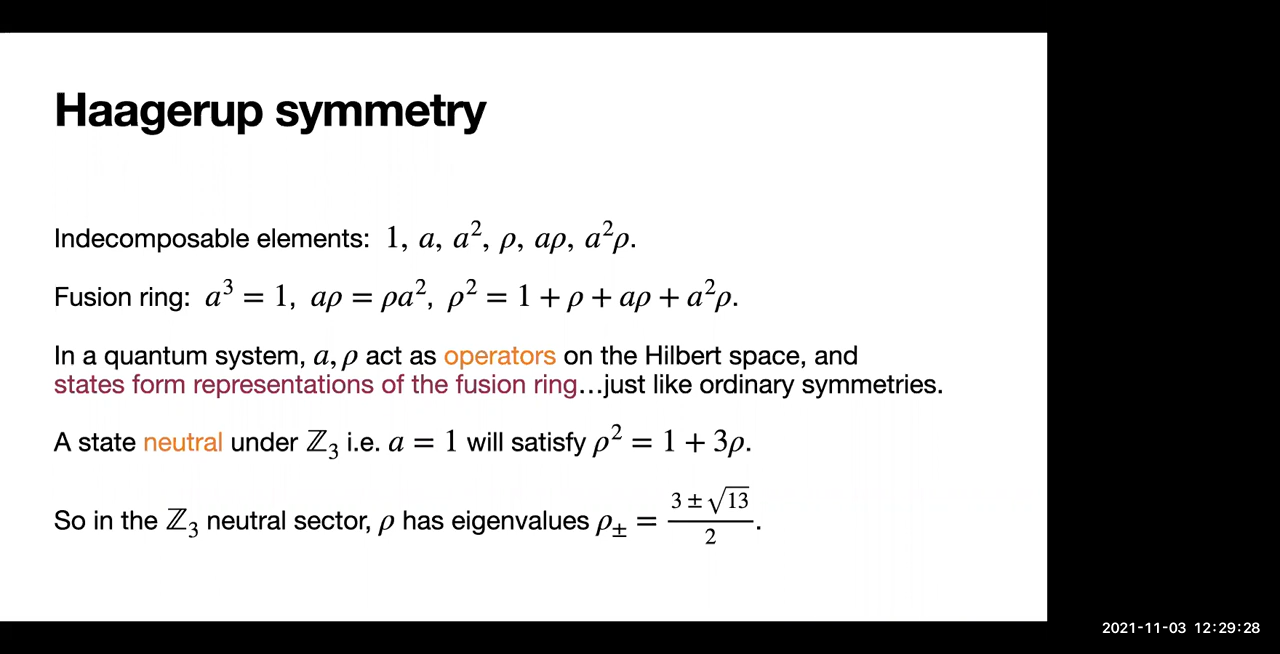 Haagerup symmetry
Indecomposable elements: 1, a, a², ρ, aρ, a²ρ.
Fusion ring: a³ = 1, aρ = ρa², ρ² = 1 + ρ + aρ + a²ρ.
In a quantum system, a, ρ act as operators on the Hilbert space, and
states form representations of the fusion ring…just like ordinary symmetries.
A state neutral under ℤ₃ i.e. a = 1 will satisfy ρ² = 1 + 3ρ.
So in the ℤ₃ neutral sector, ρ has eigenvalues ρ± = (3 ± √13)/2.
2021-11-03 12:29:28